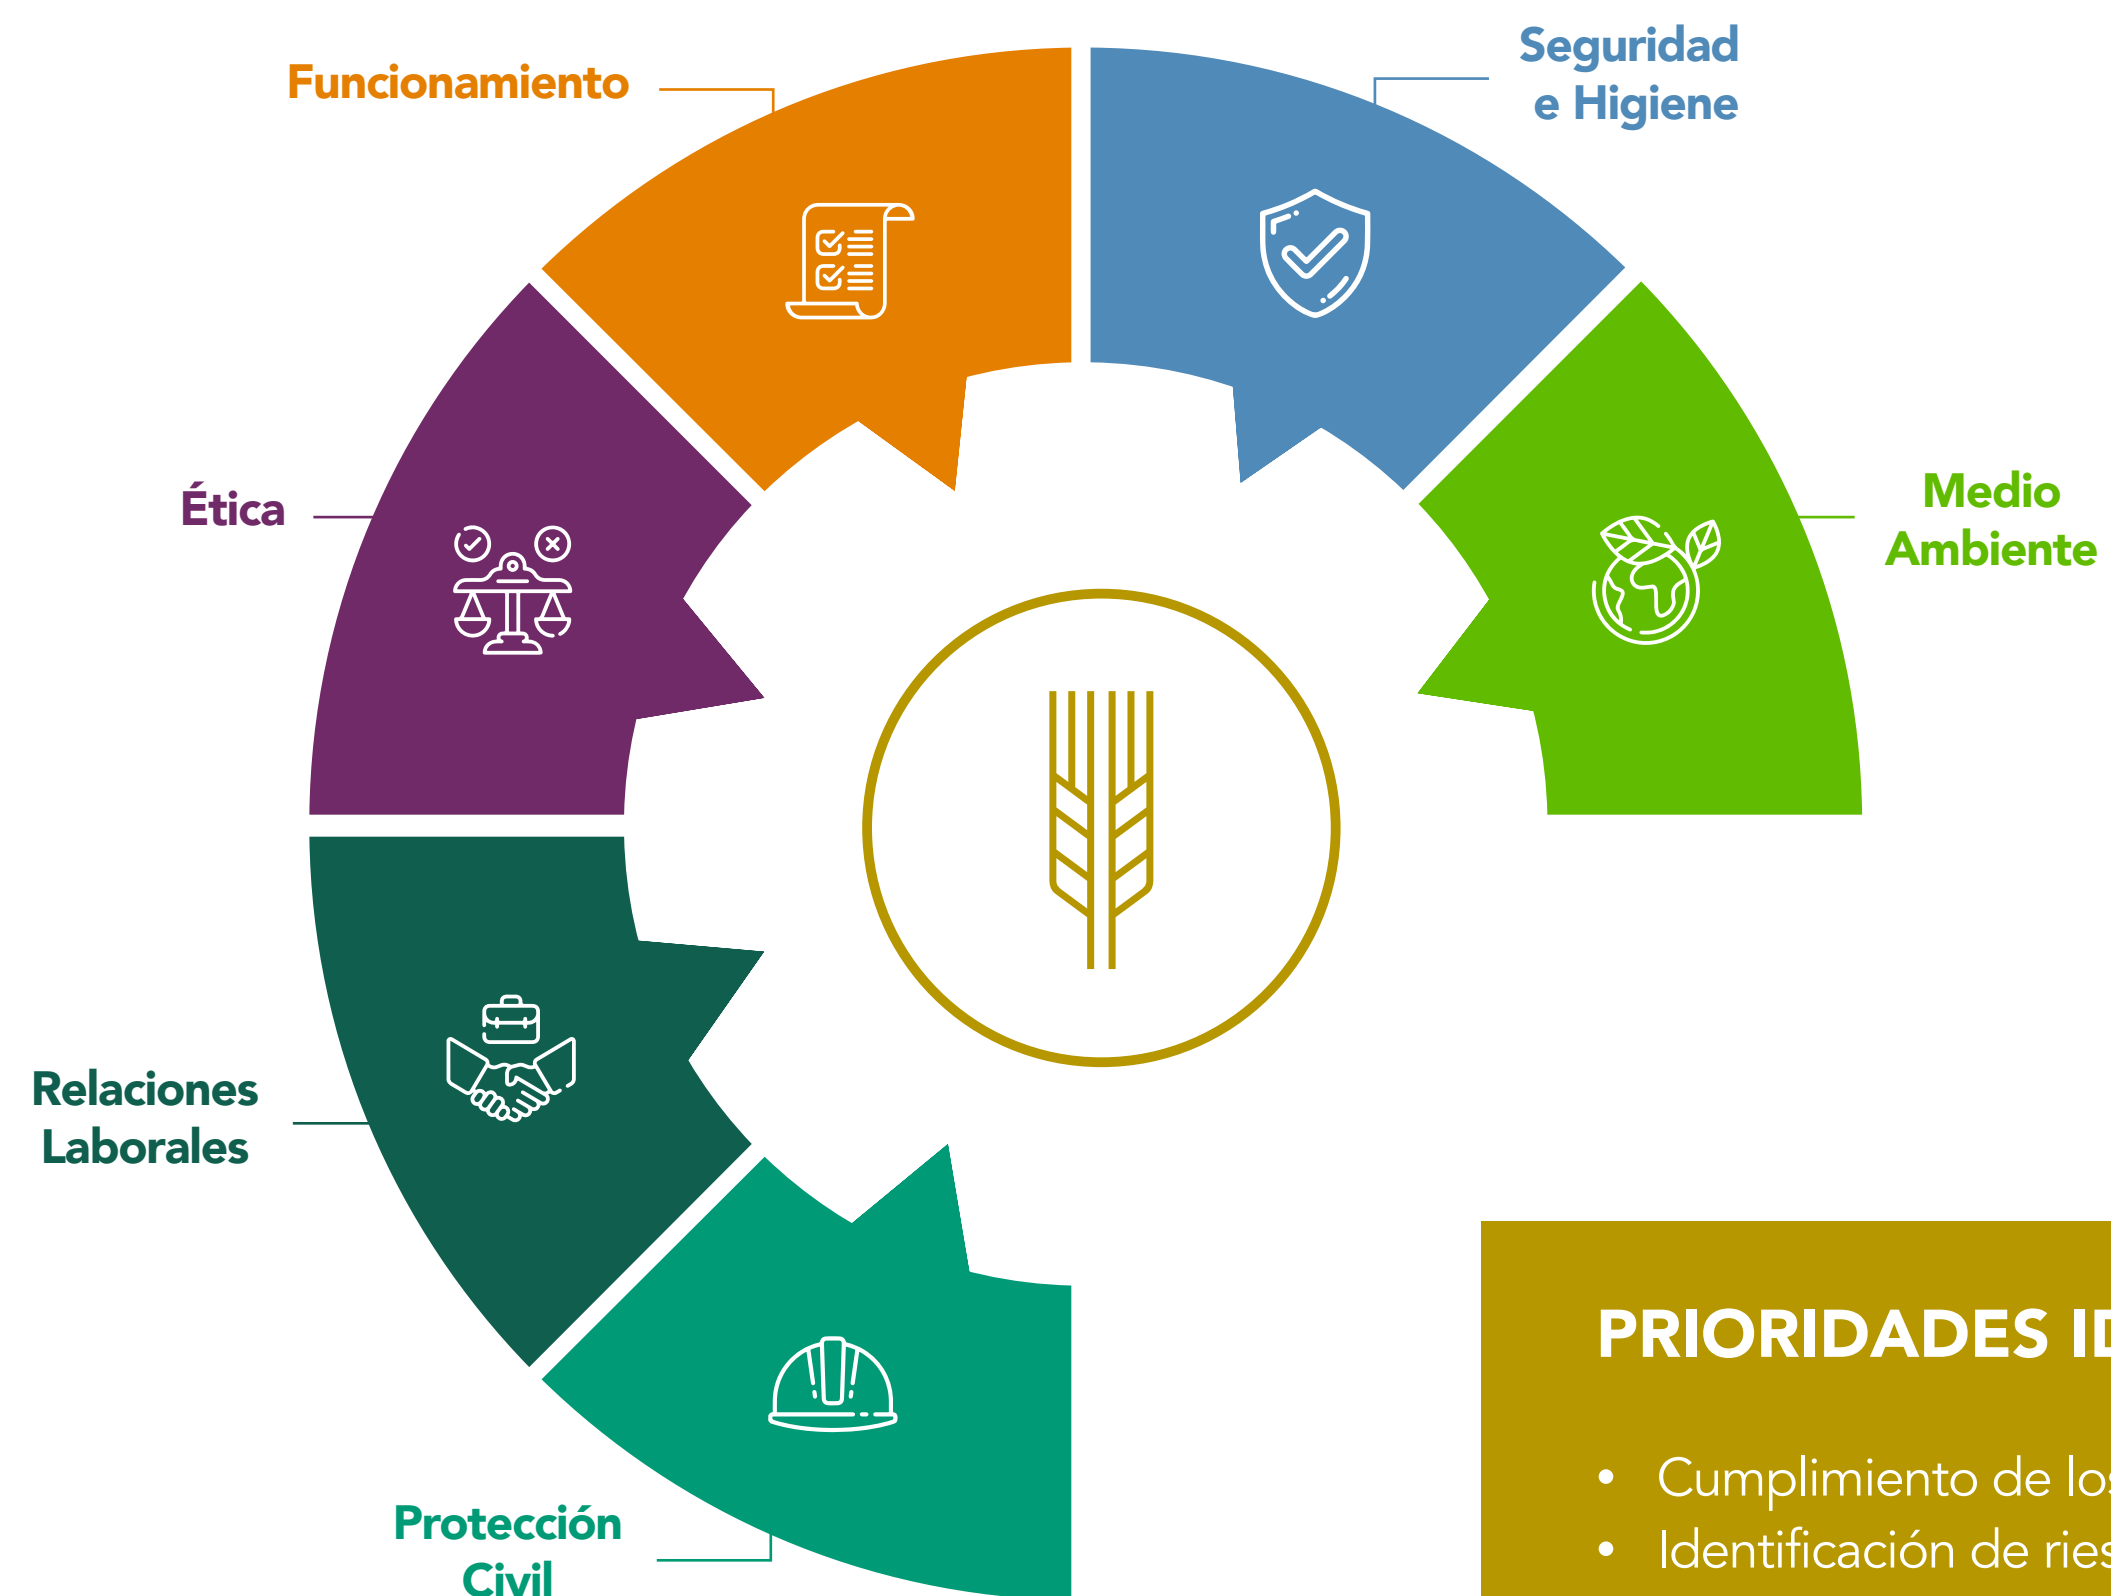 Funcionamiento
Seguridad
e Higiene
Ética
Medio
Ambiente
Relaciones
Laborales
Protección
Civil
PRIORIDADES
• Cumplimiento de
• Identificación de